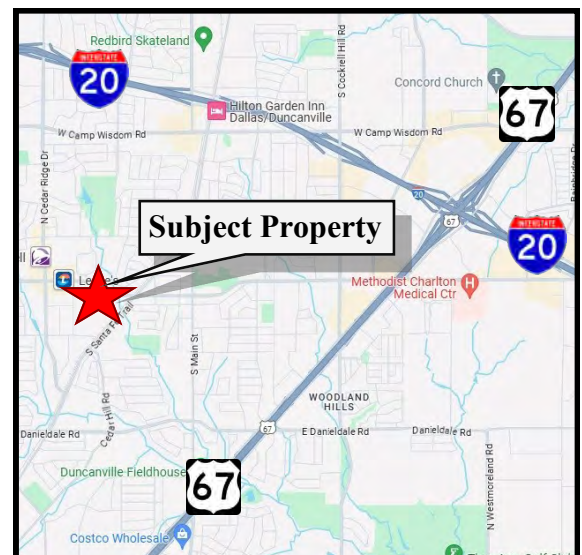 Redbird Skateland
S Cockrell Hill Rd
INTERSTATE
20
Concord Church
67
Hilton Garden Inn
Dallas/Duncanville
W Camp Wisdom Rd
W Camp Wisdom Rd
N Cedar Ridge Dr
20
67
INTERSTATE
20
Subject Property
ll
Methodist Charlton
Medical Ctr
H
S Santa Fe Trail
S Main St
WOODLAND
HILLS
67
Danieldale Rd
E Danieldale Rd
Danieldale Rd
Cedar Hill Rd
N Westmoreland Rd
Duncanville Fieldhouse
67
Costco Wholesale